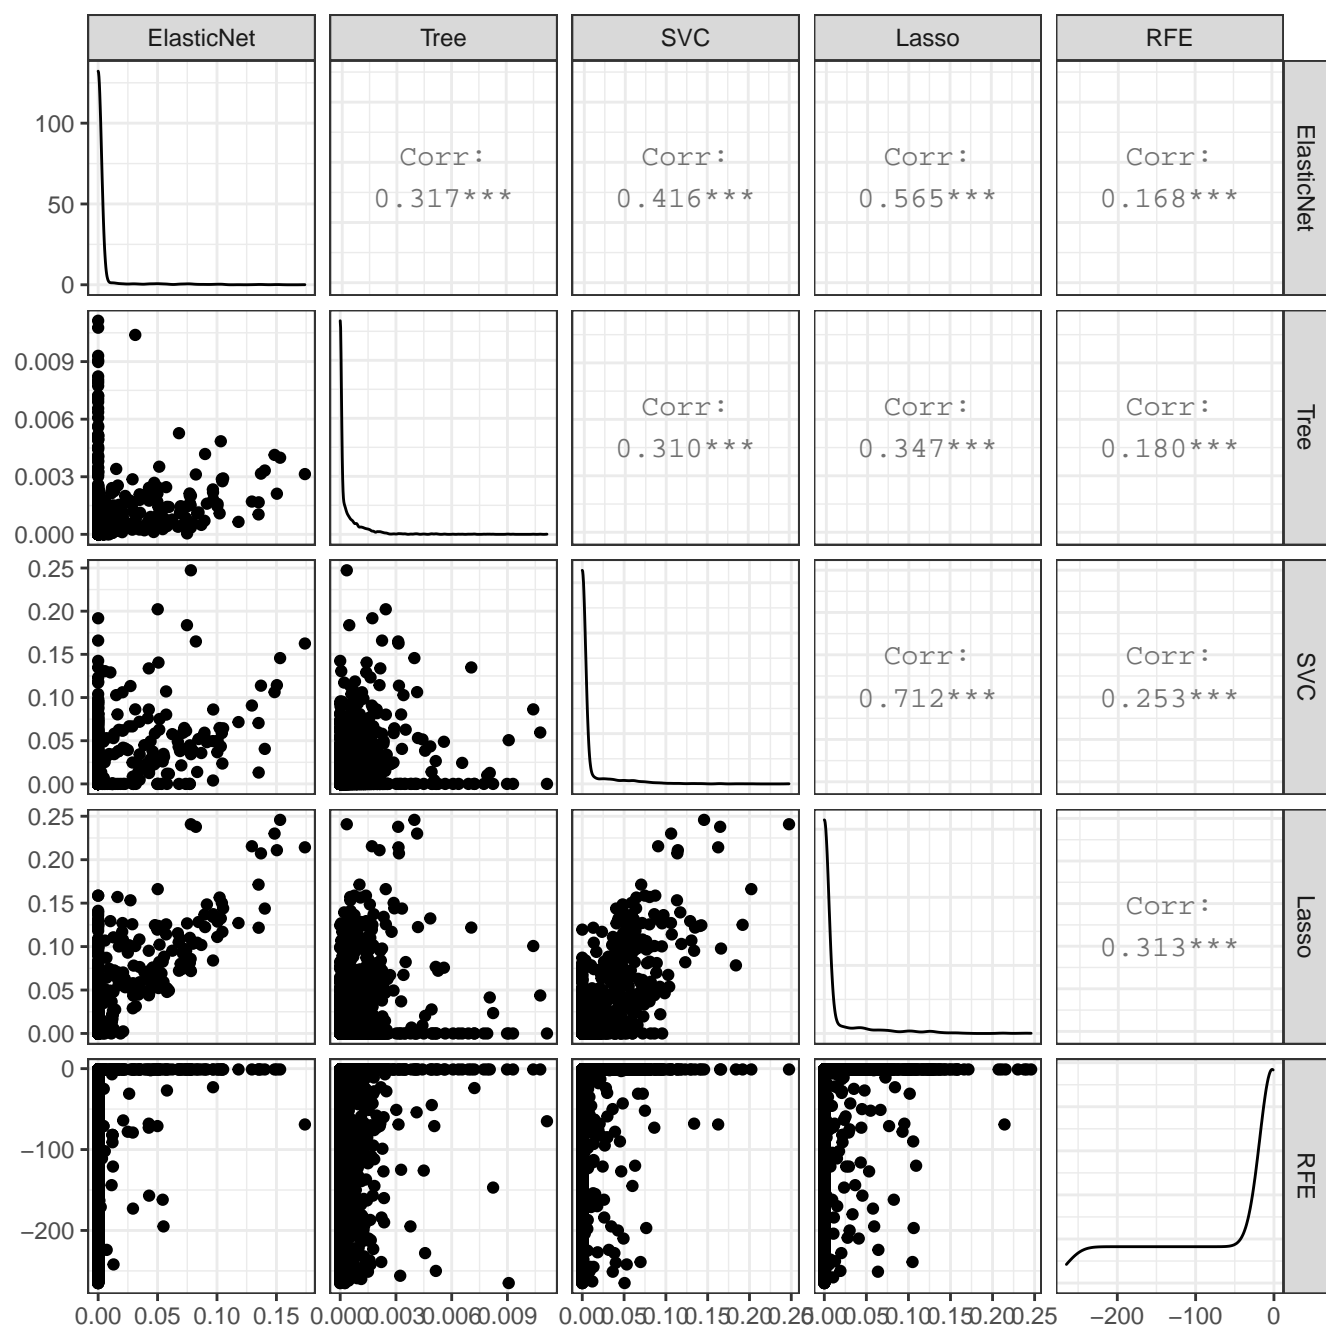 ElasticNet Tree SVC Lasso RFE
100
50
0
Corr:
0.317***
Corr:
0.416***
Corr:
0.565***
Corr:
0.168***
ElasticNet
0.009
0.006
0.003
0.000
Corr:
0.310***
Corr:
0.347***
Corr:
0.180***
Tree
0.25
0.20
0.15
0.10
0.05
0.00
Corr:
0.712***
Corr:
0.253***
SVC
0.25
0.20
0.15
0.10
0.05
0.00
Corr:
0.313***
Lasso
0
−100
−200
RFE
0.00 0.05 0.10 0.15
0.000 0.003 0.006 0.009
0.00 0.05 0.10 0.15 0.20 0.25
0.00 0.05 0.10 0.15 0.20 0.25
−200 −100 0